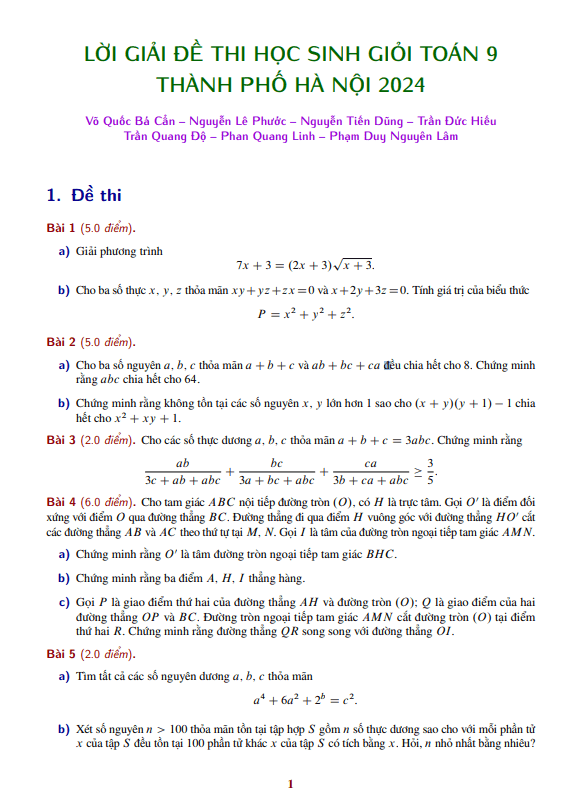 LỜI GIẢI ĐỀ THI HỌC SINH GIỎI TOÁN 9
THÀNH PHỐ HÀ NỘI 2024
Võ Quốc Bá Cẩn – Nguyễn Lê Phước – Nguyễn Tiến Dũng – Trần Đức Hiếu
Trần Quang Độ – Phan Quang Linh – Phạm Duy Nguyên Lâm
1. Đề thi
Bài 1 (5.0 điểm).
a) Giải phương trình
7x + 3 = (2x + 3)√(x + 3).
b) Cho ba số thực x, y, z thỏa mãn xy + yz + zx = 0 và x + 2y + 3z = 0. Tính giá trị của biểu thức
P = x² + y² + z².
Bài 2 (5.0 điểm).
a) Cho ba số nguyên a, b, c thỏa mãn a + b + c và ab + bc + ca đều chia hết cho 8. Chứng minh
rằng abc chia hết cho 64.
b) Chứng minh rằng không tồn tại các số nguyên x, y lớn hơn 1 sao cho (x + y)(y + 1) − 1 chia
hết cho x² + xy + 1.
Bài 3 (2.0 điểm). Cho các số thực dương a, b, c thỏa mãn a + b + c = 3abc. Chứng minh rằng
ab/(3c + ab + abc) + bc/(3a + bc + abc) + ca/(3b + ca + abc) ≥ 3/5.
Bài 4 (6.0 điểm). Cho tam giác ABC nội tiếp đường tròn (O), có H là trực tâm. Gọi O′ là điểm đối
xứng với điểm O qua đường thẳng BC. Đường thẳng đi qua điểm H vuông góc với đường thẳng HO′ cắt
các đường thẳng AB và AC theo thứ tự tại M, N. Gọi I là tâm của đường tròn ngoại tiếp tam giác AMN.
a) Chứng minh rằng O′ là tâm đường tròn ngoại tiếp tam giác BHC.
b) Chứng minh rằng ba điểm A, H, I thẳng hàng.
c) Gọi P là giao điểm thứ hai của đường thẳng AH và đường tròn (O); Q là giao điểm của hai
đường thẳng OP và BC. Đường tròn ngoại tiếp tam giác AMN cắt đường tròn (O) tại điểm
thứ hai R. Chứng minh rằng đường thẳng QR song song với đường thẳng OI.
Bài 5 (2.0 điểm).
a) Tìm tất cả các số nguyên dương a, b, c thỏa mãn
a⁴ + 6a² + 2ᵇ = c².
b) Xét số nguyên n > 100 thỏa mãn tồn tại tập hợp S gồm n số thực dương sao cho với mỗi phần tử
x của tập S đều tồn tại 100 phần tử khác x của tập S có tích bằng x. Hỏi, n nhỏ nhất bằng nhiêu?
1